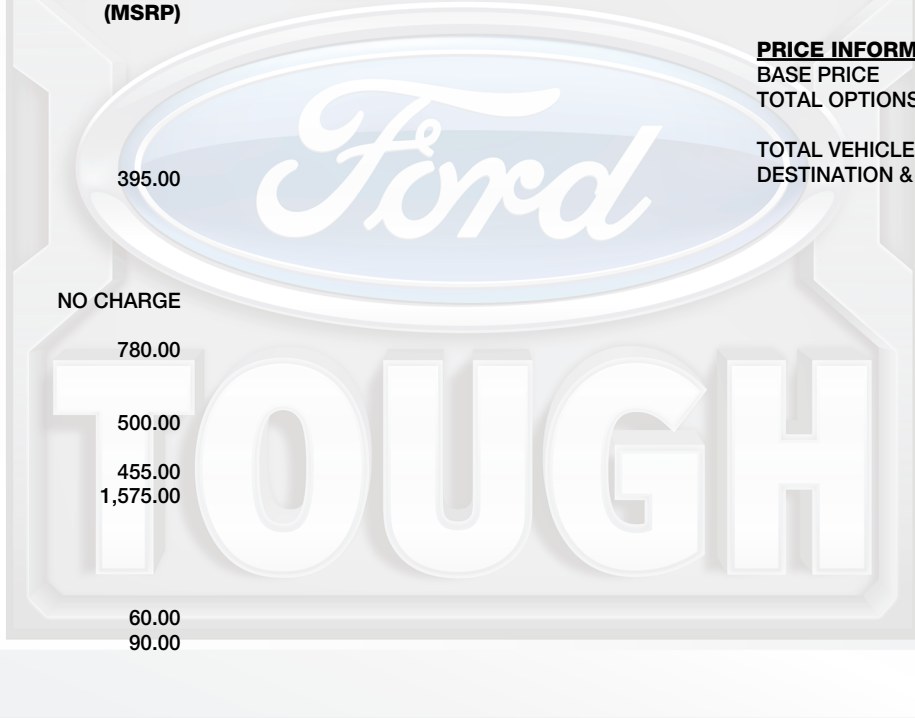 (MSRP)
PRICE INFORM
BASE PRICE
TOTAL OPTIONS
TOTAL VEHICLE
395.00
DESTINATION &
Ford
NO CHARGE
780.00
500.00
455.00
1,575.00
TOUGH
60.00
90.00